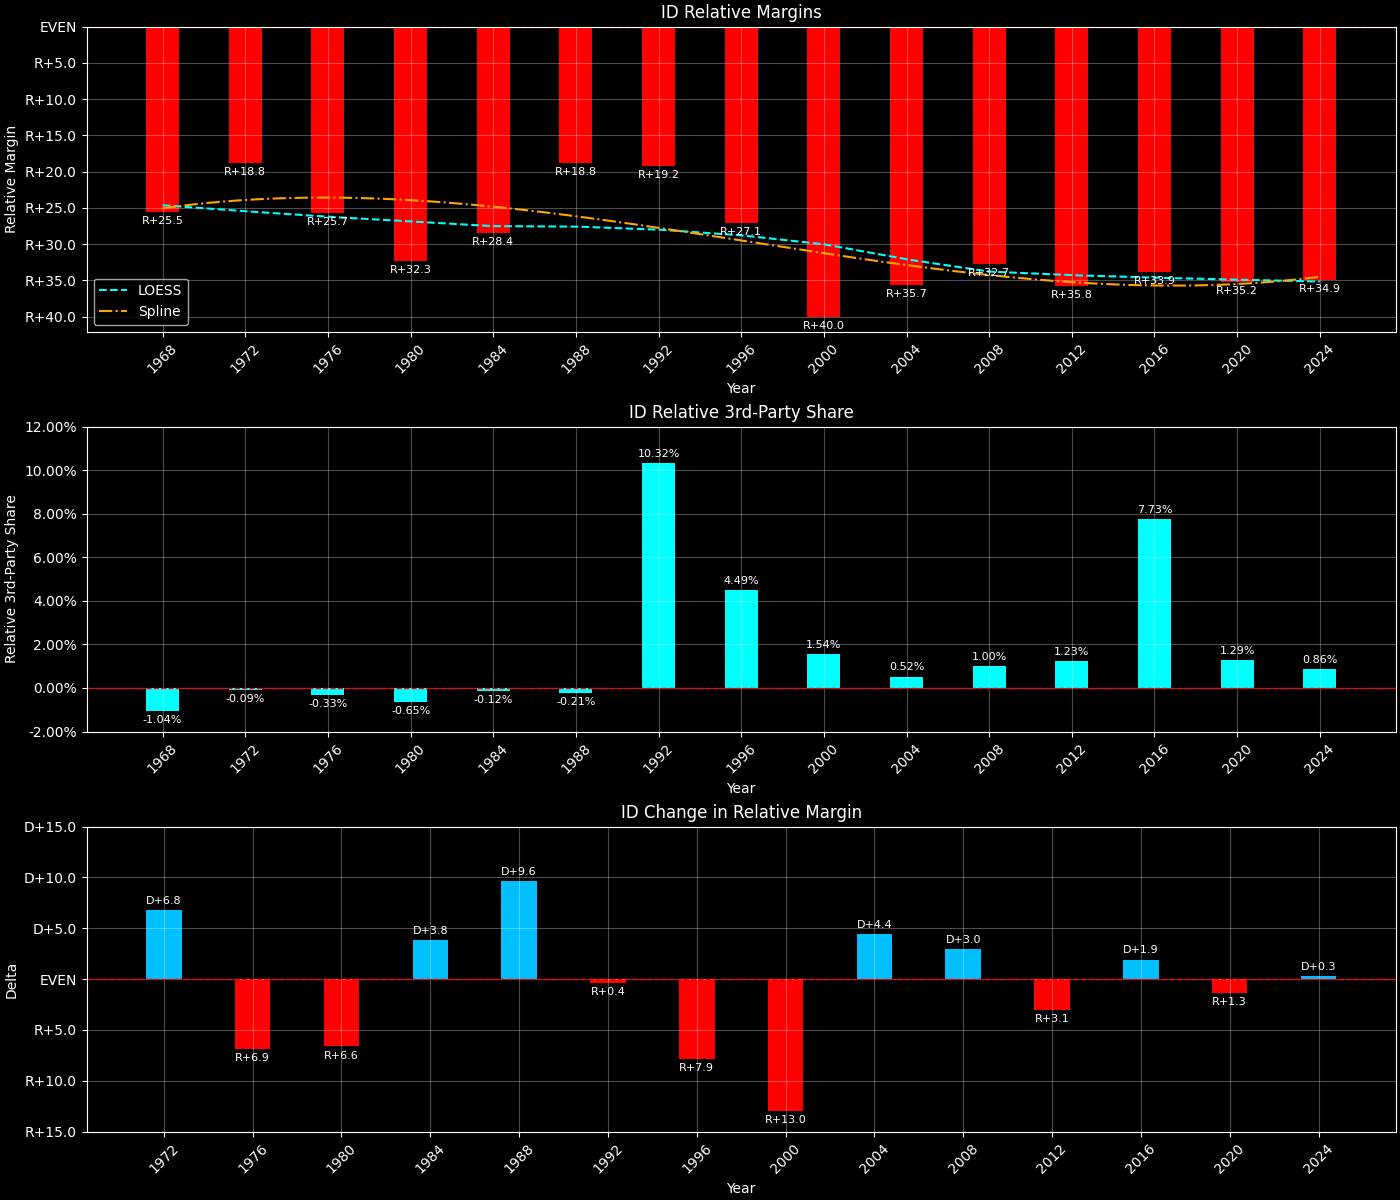 ID Relative Margins
EVEN
R+5.0
R+10.0
R+15.0
R+20.0
R+25.0
R+30.0
R+35.0
R+40.0
Relative Margin
R+25.5
R+18.8
R+25.7
R+32.3
R+28.4
R+18.8
R+19.2
R+27.1
R+40.0
R+35.7
R+32.7
R+35.8
R+33.9
R+35.2
R+34.9
LOESS
Spline
1968
1972
1976
1980
1984
1988
1992
1996
2000
2004
2008
2012
2016
2020
2024
Year
ID Relative 3rd-Party Share
12.00%
10.00%
8.00%
6.00%
4.00%
2.00%
0.00%
-2.00%
Relative 3rd-Party Share
-1.04%
-0.09%
-0.33%
-0.65%
-0.12%
-0.21%
10.32%
4.49%
1.54%
0.52%
1.00%
1.23%
7.73%
1.29%
0.86%
1968
1972
1976
1980
1984
1988
1992
1996
2000
2004
2008
2012
2016
2020
2024
Year
ID Change in Relative Margin
D+15.0
D+10.0
D+5.0
EVEN
R+5.0
R+10.0
R+15.0
Delta
D+6.8
R+6.9
R+6.6
D+3.8
D+9.6
R+0.4
R+7.9
R+13.0
D+4.4
D+3.0
R+3.1
D+1.9
R+1.3
D+0.3
1972
1976
1980
1984
1988
1992
1996
2000
2004
2008
2012
2016
2020
2024
Year